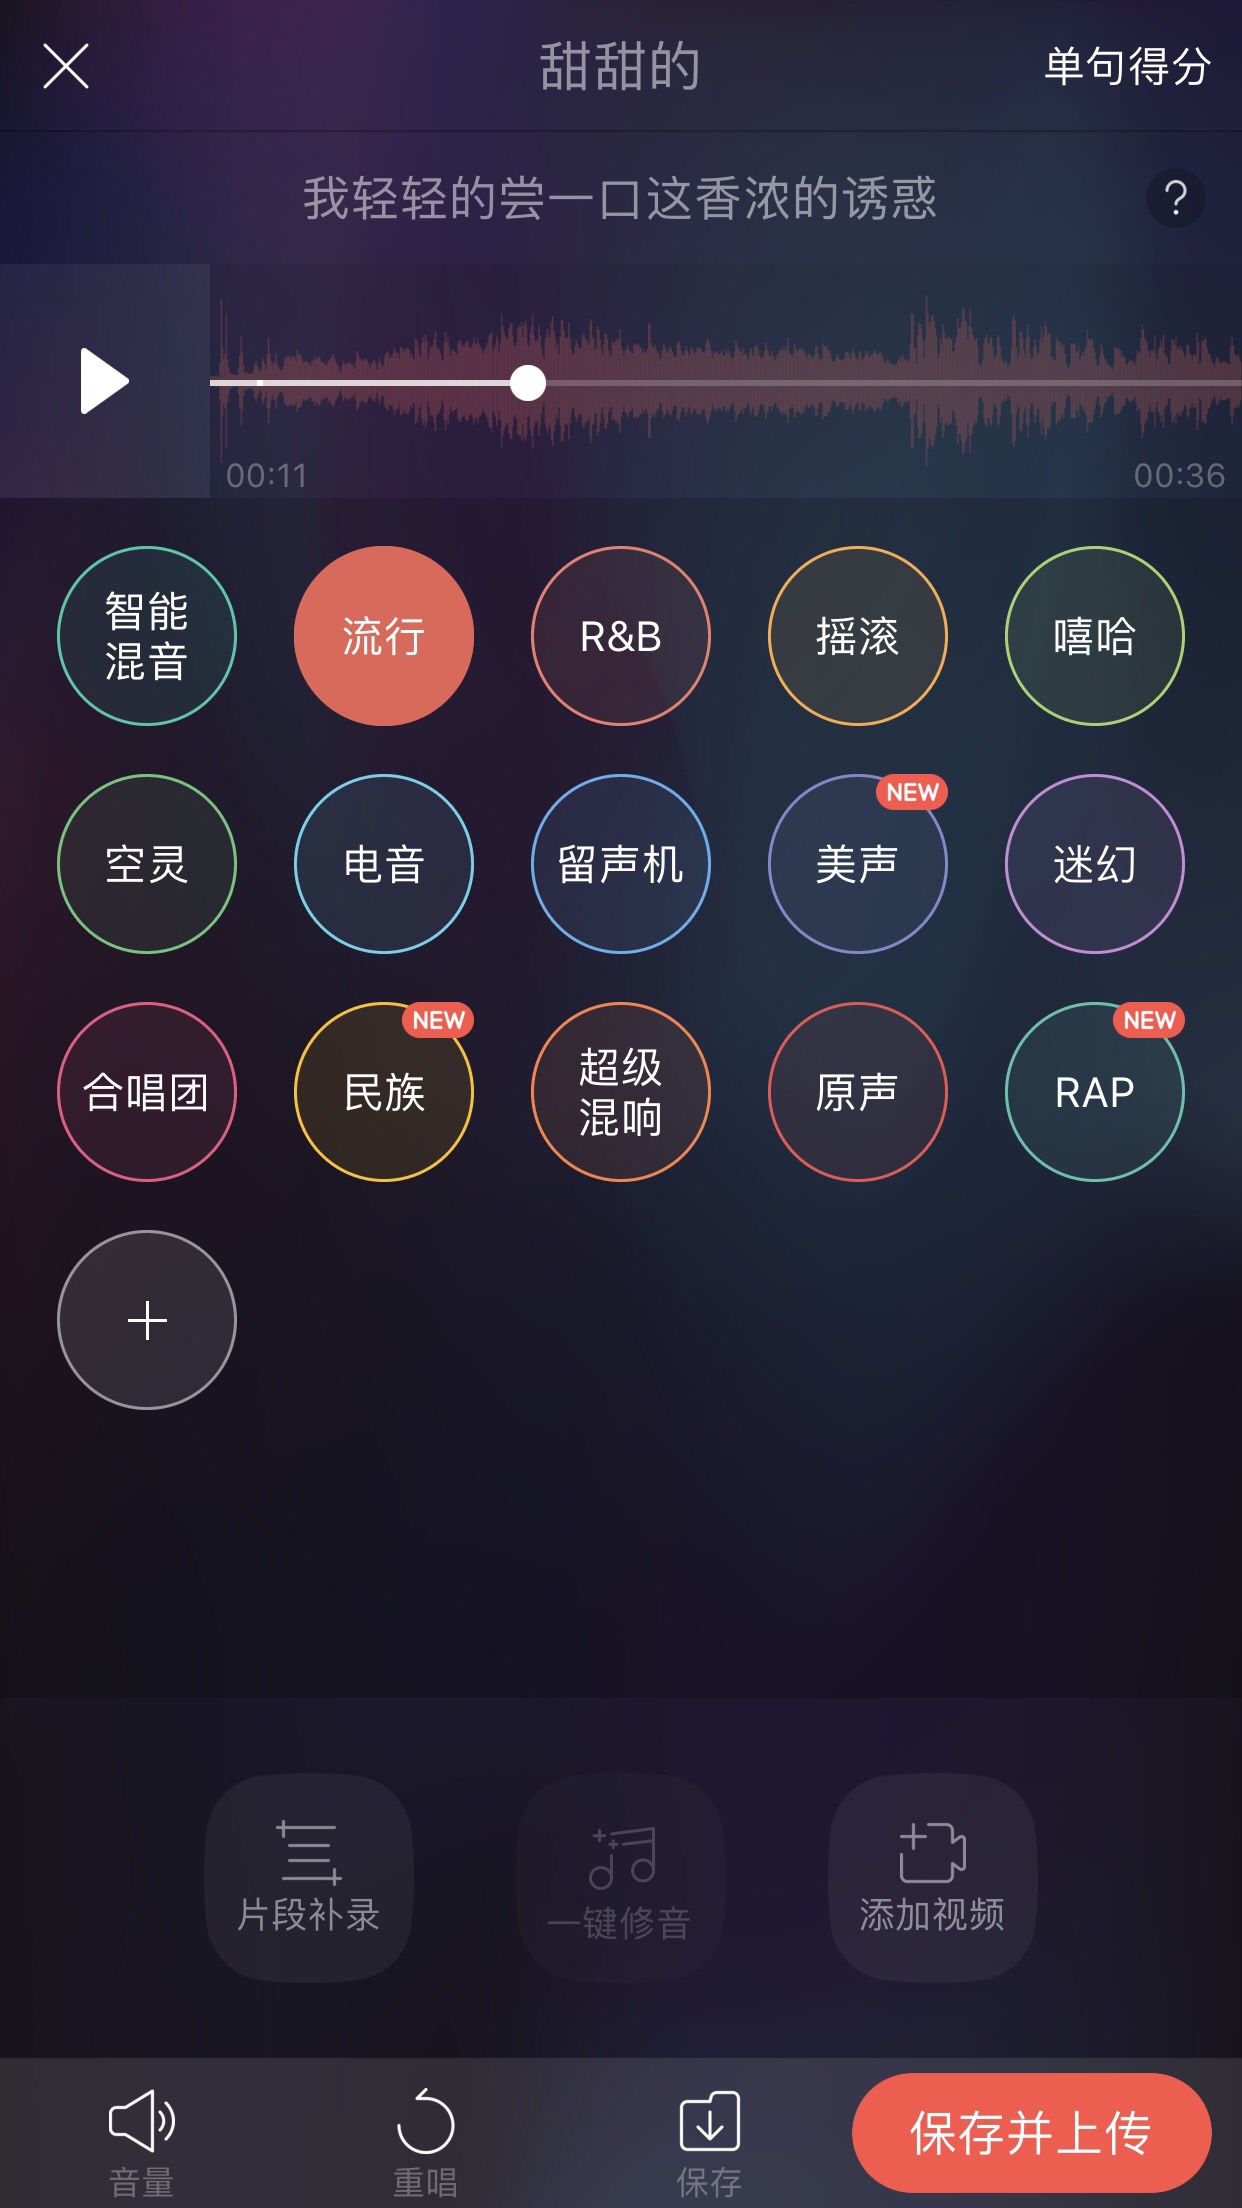 甜甜的
单句得分
我轻轻的尝一口这香浓的诱惑
?
00:11
00:36
智能
混音
流行
R&B
摇滚
嘻哈
空灵
电音
留声机
NEW
美声
迷幻
合唱团
NEW
民族
超级
混响
原声
NEW
RAP
片段补录
一键修音
添加视频
音量
重唱
保存
保存并上传